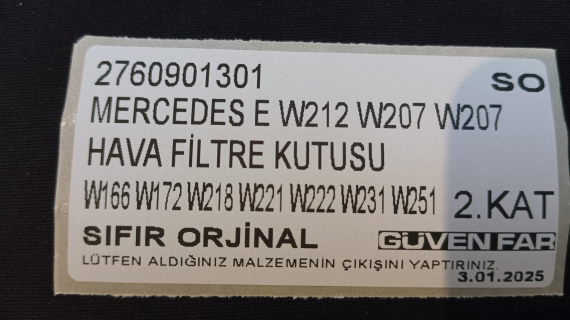 2760901301 SO
MERCEDES E W212 W207 W207
HAVA FİLTRE KUTUSU
W166 W172 W218 W221 W222 W231 W251 2.KAT
SIFIR ORJİNAL GÜVEN FAR
LÜTFEN ALDIĞINIZ MALZEMENİN ÇIKIŞINI YAPTIRINIZ.
3.01.2025